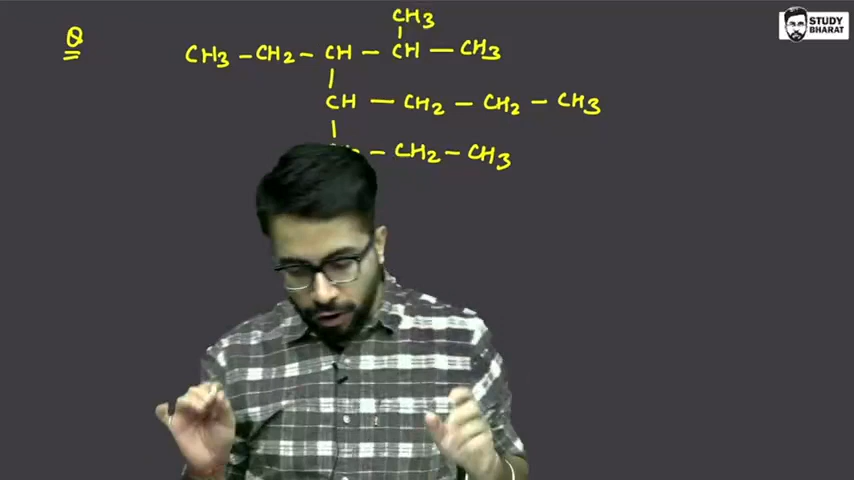 Q
CH3
CH3 – CH2 – CH – CH – CH3
CH – CH2 – CH2 – CH3
– CH2 – CH3
STUDY
BHARAT